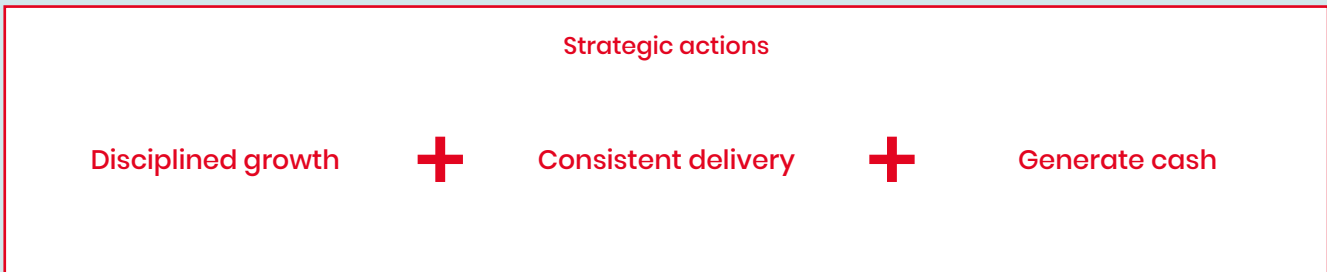 Strategic actions
Disciplined growth + Consistent delivery + Generate cash